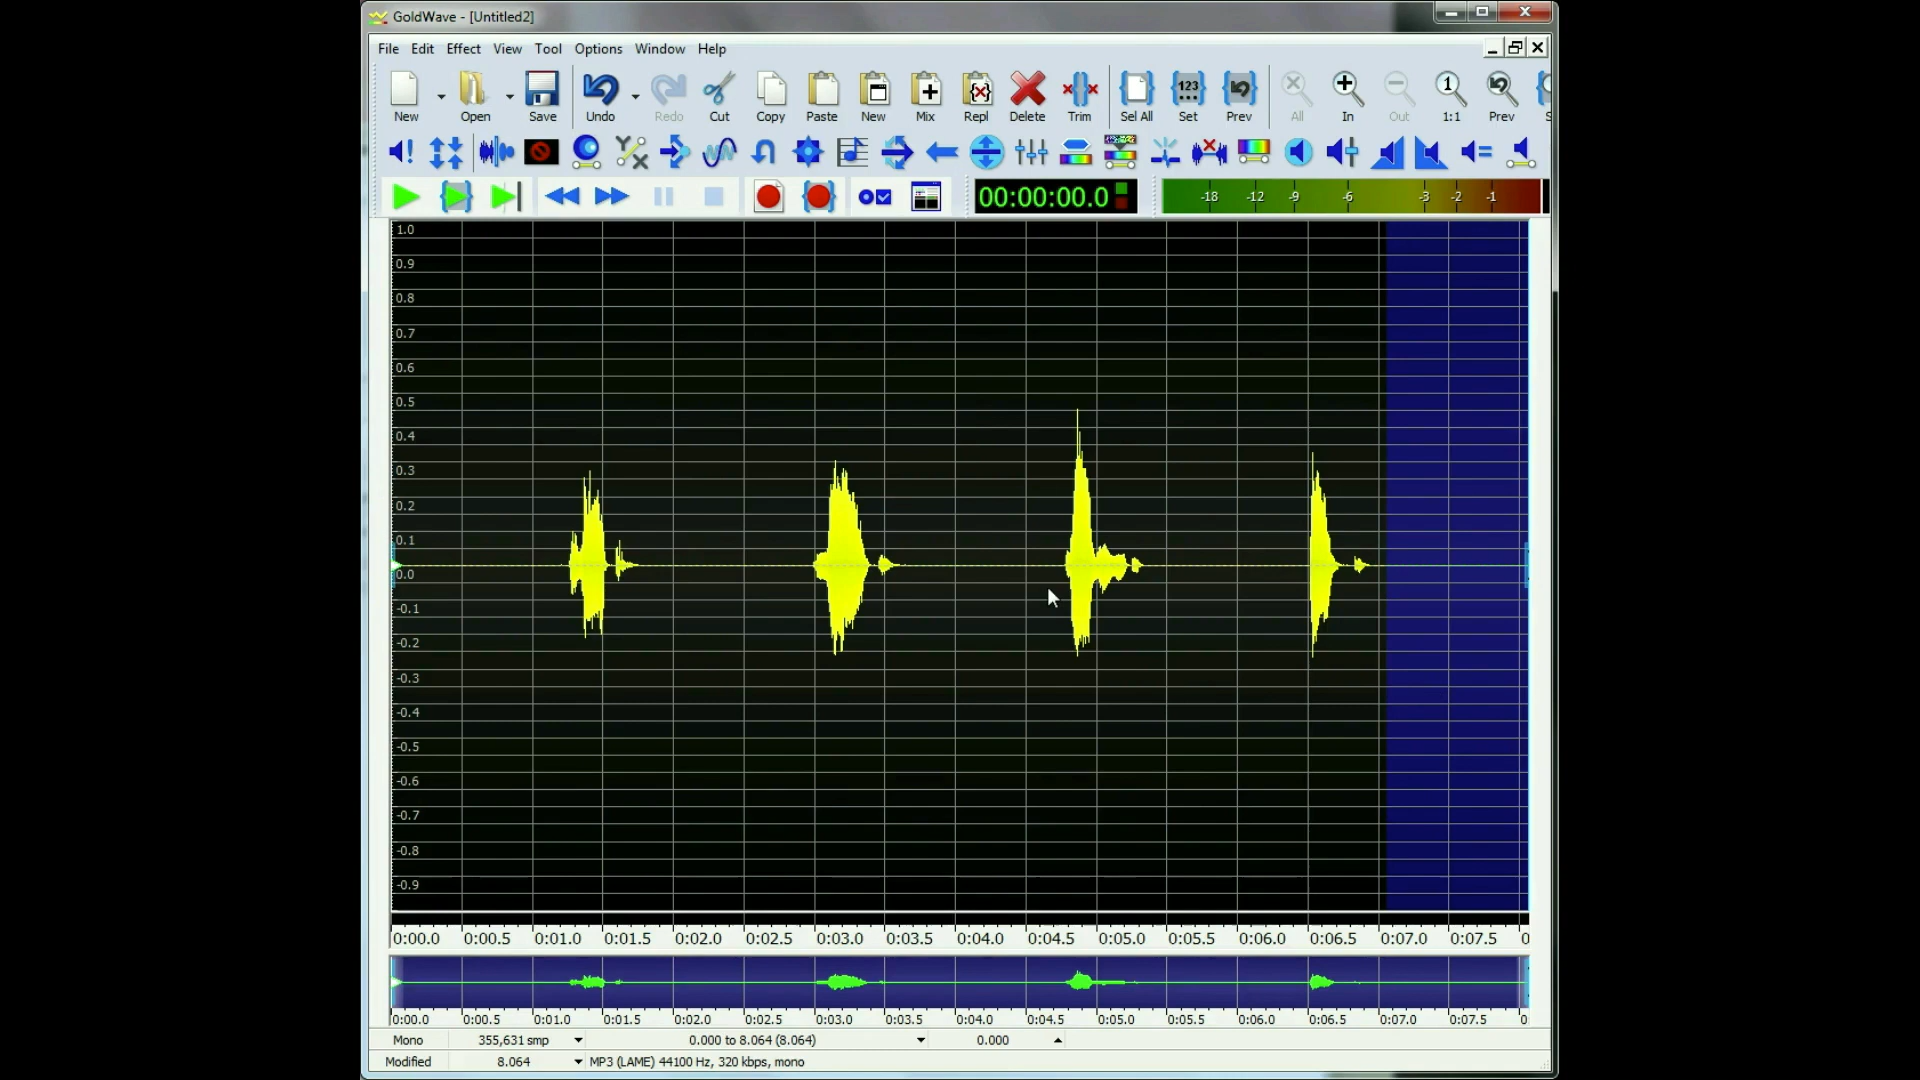 GoldWave - [Untitled2]
File Edit Effect View Tool Options Window Help
New Open Save Undo Redo Cut Copy Paste New Mix Repl Delete Trim Sel All Set Prev All In Out 1:1 Prev
00:00:00.0 -18 -12 -9 -6 -3 -2 -1
1.0
0.9
0.8
0.7
0.6
0.5
0.4
0.3
0.2
0.1
0.0
-0.1
-0.2
-0.3
-0.4
-0.5
-0.6
-0.7
-0.8
-0.9
0:00.0 0:00.5 0:01.0 0:01.5 0:02.0 0:02.5 0:03.0 0:03.5 0:04.0 0:04.5 0:05.0 0:05.5 0:06.0 0:06.5 0:07.0 0:07.5 0
0:00.0 0:00.5 0:01.0 0:01.5 0:02.0 0:02.5 0:03.0 0:03.5 0:04.0 0:04.5 0:05.0 0:05.5 0:06.0 0:06.5 0:07.0 0:07.5 0
Mono 355,631 smp 0.000 to 8.064 (8.064) 0.000
Modified 8.064 MP3 (LAME) 44100 Hz, 320 kbps, mono